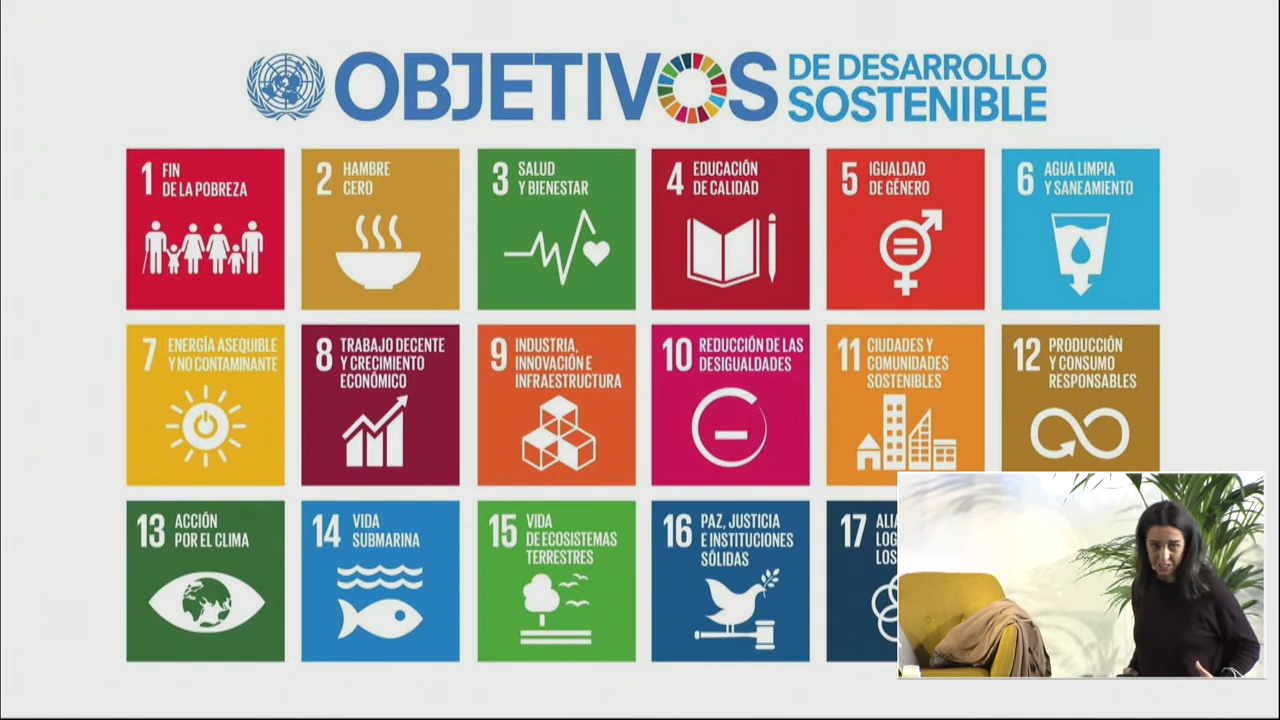 OBJETIVOS
DE DESARROLLO
SOSTENIBLE
1 FIN
DE LA POBREZA
2 HAMBRE
CERO
3 SALUD
Y BIENESTAR
4 EDUCACIÓN
DE CALIDAD
5 IGUALDAD
DE GÉNERO
6 AGUA LIMPIA
Y SANEAMIENTO
7 ENERGÍA ASEQUIBLE
Y NO CONTAMINANTE
8 TRABAJO DECENTE
Y CRECIMIENTO
ECONÓMICO
9 INDUSTRIA,
INNOVACIÓN E
INFRAESTRUCTURA
10 REDUCCIÓN DE LAS
DESIGUALDADES
11 CIUDADES Y
COMUNIDADES
SOSTENIBLES
12 PRODUCCIÓN
Y CONSUMO
RESPONSABLES
13 ACCIÓN
POR EL CLIMA
14 VIDA
SUBMARINA
15 VIDA
DE ECOSISTEMAS
TERRESTRES
16 PAZ, JUSTICIA
E INSTITUCIONES
SÓLIDAS
17